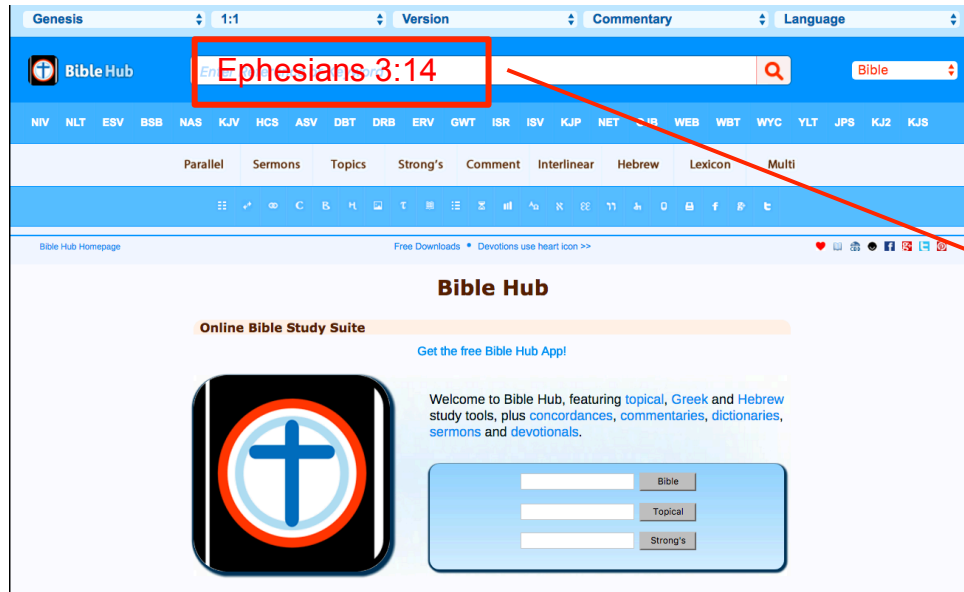 Genesis 1:1 Version Commentary Language
Bible Hub Ephesians 3:14 Bible
NIV NLT ESV BSB NAS KJV HCS ASV DBT DRB ERV GWT ISR ISV KJP NET WEB WBT WYC YLT JPS KJ2 KJS
Parallel Sermons Topics Strong's Comment Interlinear Hebrew Lexicon Multi
Bible Hub Homepage Free Downloads • Devotions use heart icon >>
Bible Hub
Online Bible Study Suite
Get the free Bible Hub App!
Welcome to Bible Hub, featuring topical, Greek and Hebrew
study tools, plus concordances, commentaries, dictionaries,
sermons and devotionals.
Bible
Topical
Strong's